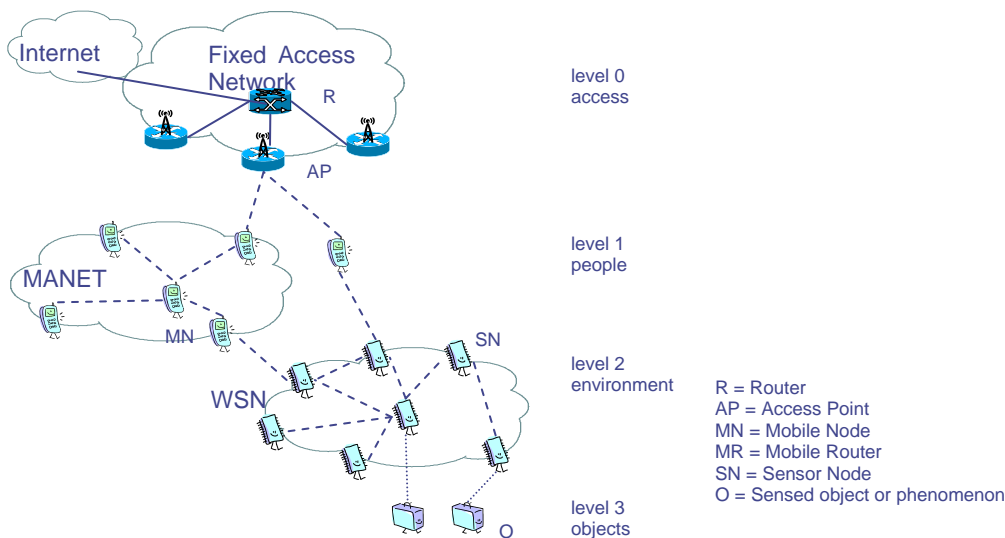 Internet
Fixed Access
Network
R
level 0
access
AP
level 1
people
MANET
MN
SN
level 2
environment
WSN
R = Router
AP = Access Point
MN = Mobile Node
MR = Mobile Router
SN = Sensor Node
O = Sensed object or phenomenon
level 3
objects
O